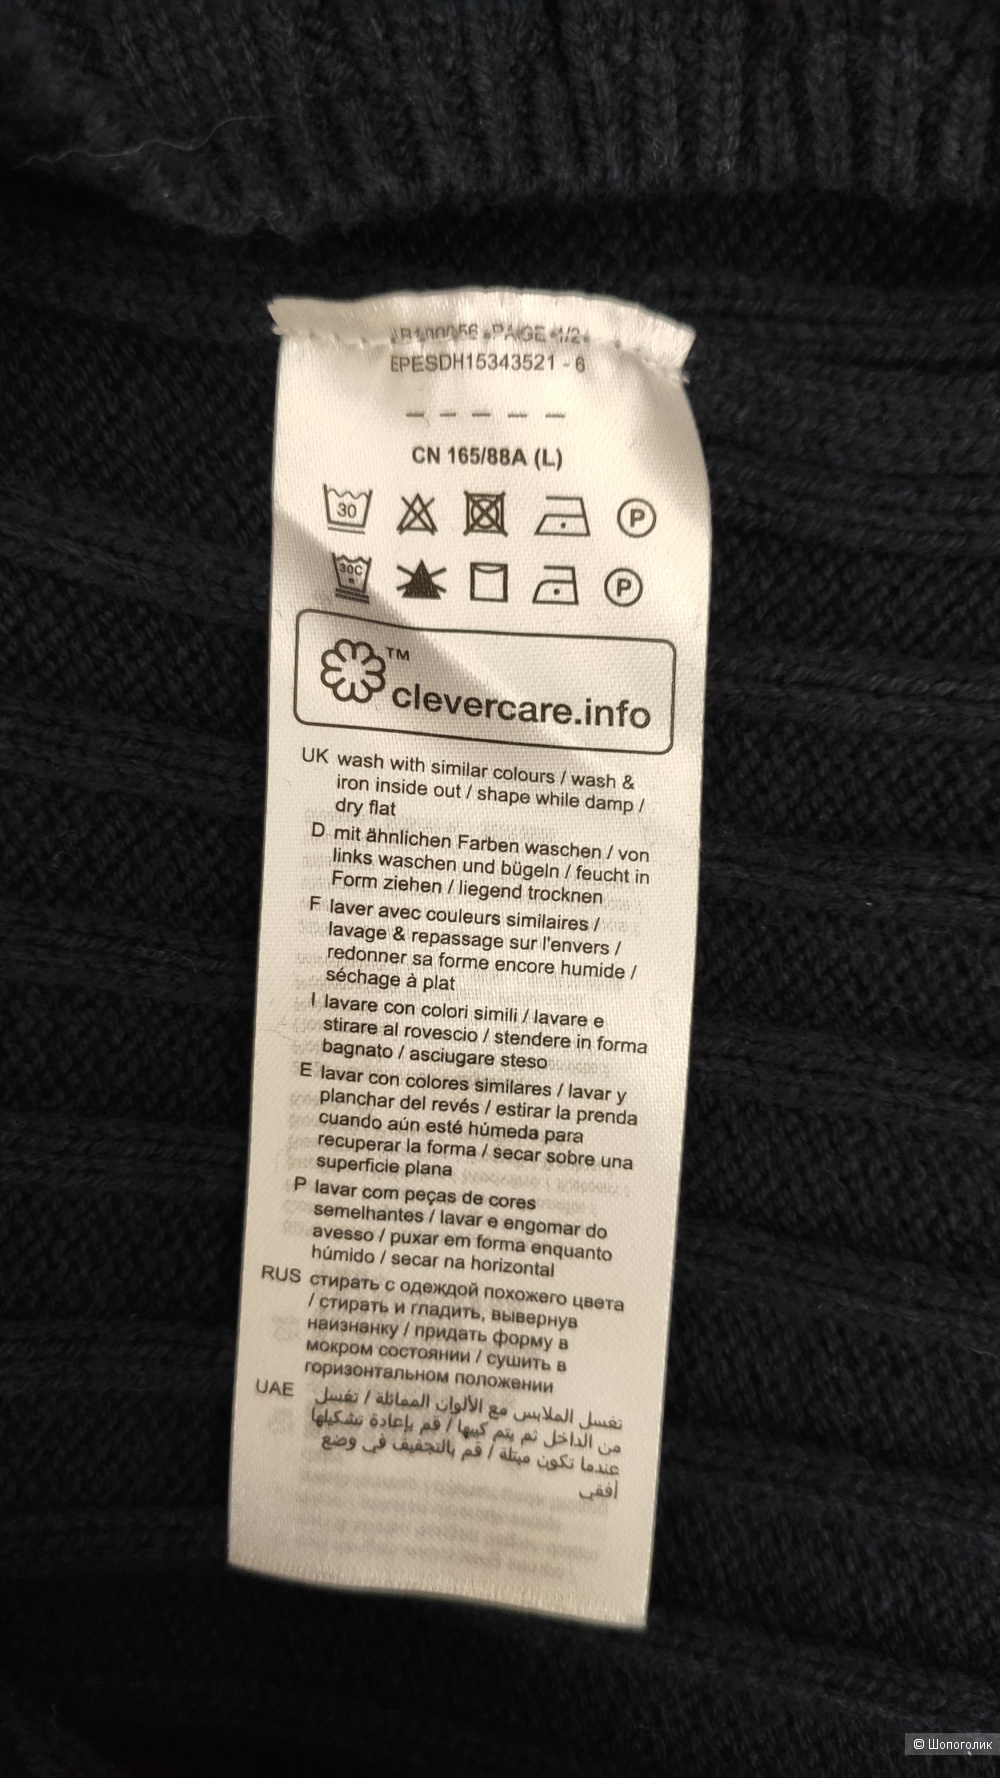 PAGE 1/2
EPESDH15343521 - 6
– – – – –
CN 165/88A (L)
30 P
30C P
™
clevercare.info
UK wash with similar colours / wash &
iron inside out / shape while damp /
dry flat
D mit ähnlichen Farben waschen / von
links waschen und bügeln / feucht in
Form ziehen / liegend trocknen
F laver avec couleurs similaires /
lavage & repassage sur l'envers /
redonner sa forme encore humide /
séchage à plat
I lavare con colori simili / lavare e
stirare al rovescio / stendere in forma
bagnato / asciugare steso
E lavar con colores similares / lavar y
planchar del revés / estirar la prenda
cuando aún esté húmeda para
recuperar la forma / secar sobre una
superficie plana
P lavar com peças de cores
semelhantes / lavar e engomar do
avesso / puxar em forma enquanto
húmido / secar na horizontal
RUS стирать с одеждой похожего цвета
/ стирать и гладить, вывернув
наизнанку / придать форму в
мокром состоянии / сушить в
горизонтальном положении
UAE تغسل الملابس مع الألوان المماثلة / تغسل
من الداخل ثم يتم كيها / قم بإعادة تشكيلها
عندما تكون مبتلة / قم بالتجفيف في وضع
أفقي
© Шопоголик